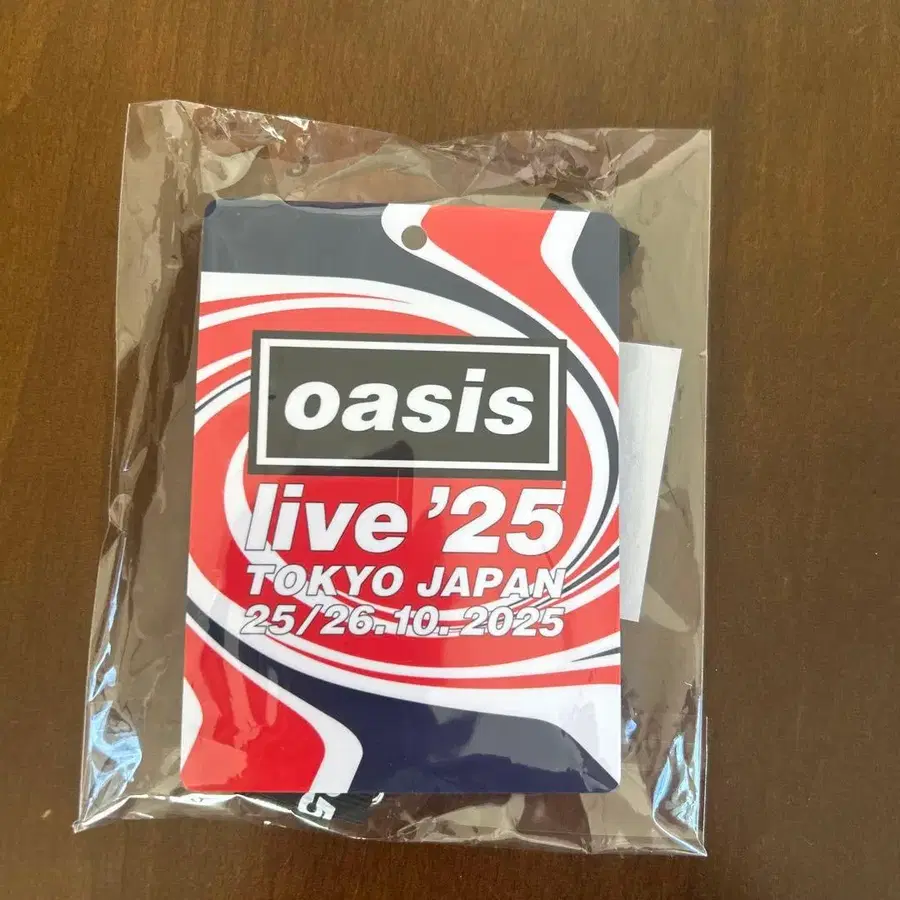 oasis
live ’25
TOKYO JAPAN
25/26.10.2025